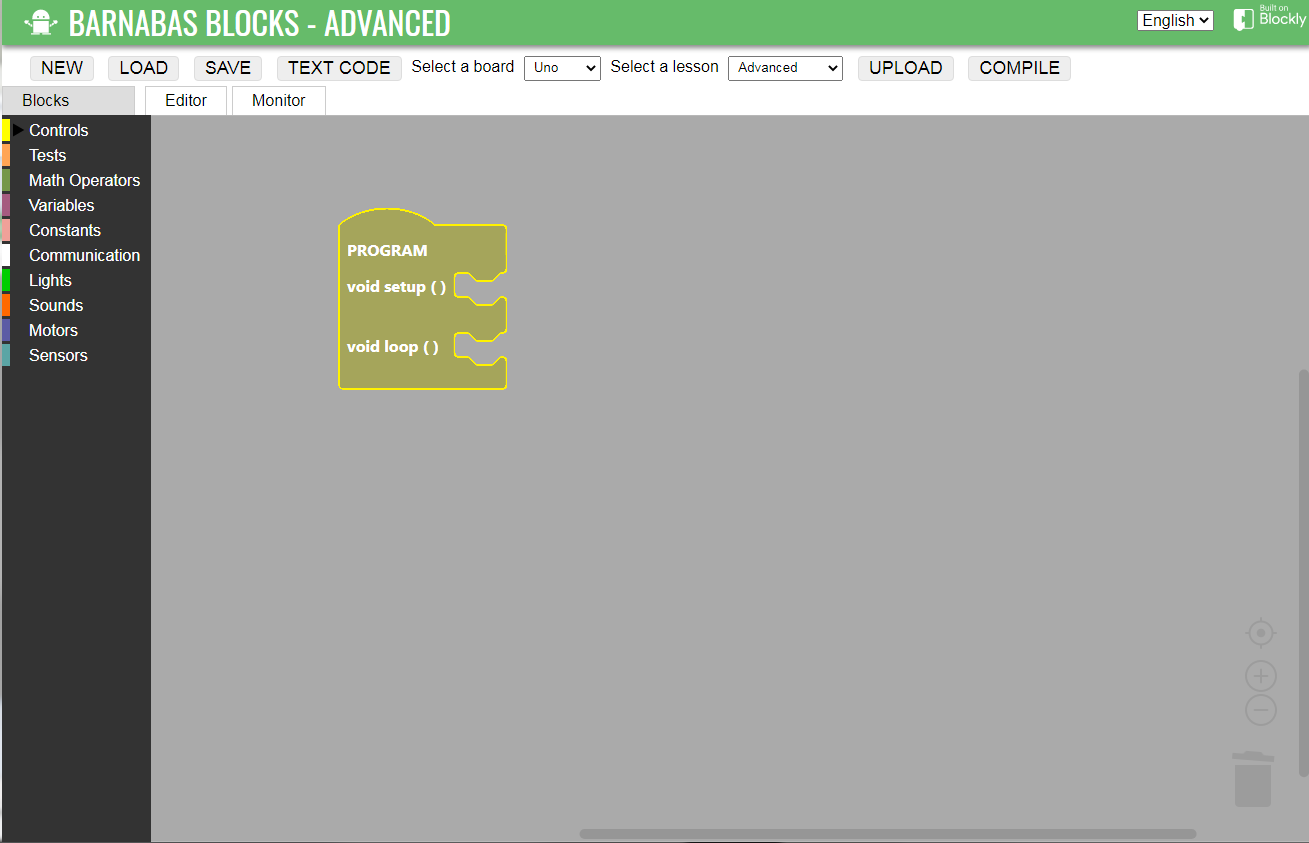 BARNABAS BLOCKS - ADVANCED
English
Built on
Blockly
NEW LOAD SAVE TEXT CODE Select a board Uno Select a lesson Advanced UPLOAD COMPILE
Blocks Editor Monitor
Controls
Tests
Math Operators
Variables
Constants
Communication
Lights
Sounds
Motors
Sensors
PROGRAM
void setup ( )
void loop ( )